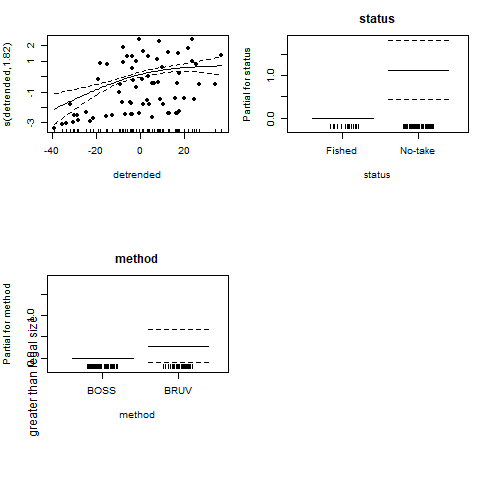 s(detrended,1.82)
2
1
-1
-3
-40
-20
0
20
detrended
status
Partial for status
1.0
0.0
Fished
No-take
status
method
Partial for method
greater than legal size
BOSS
BRUV
method